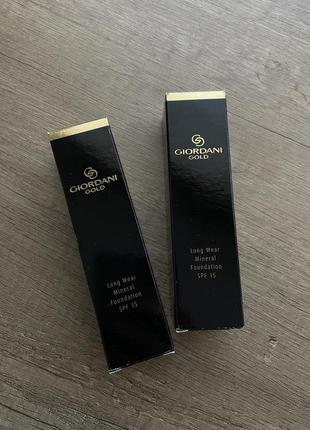 GIORDANI
GOLD
Long Wear
Mineral
Foundation
SPF 15
GIORDANI
GOLD
Long Wear
Mineral
Foundation
SPF 15